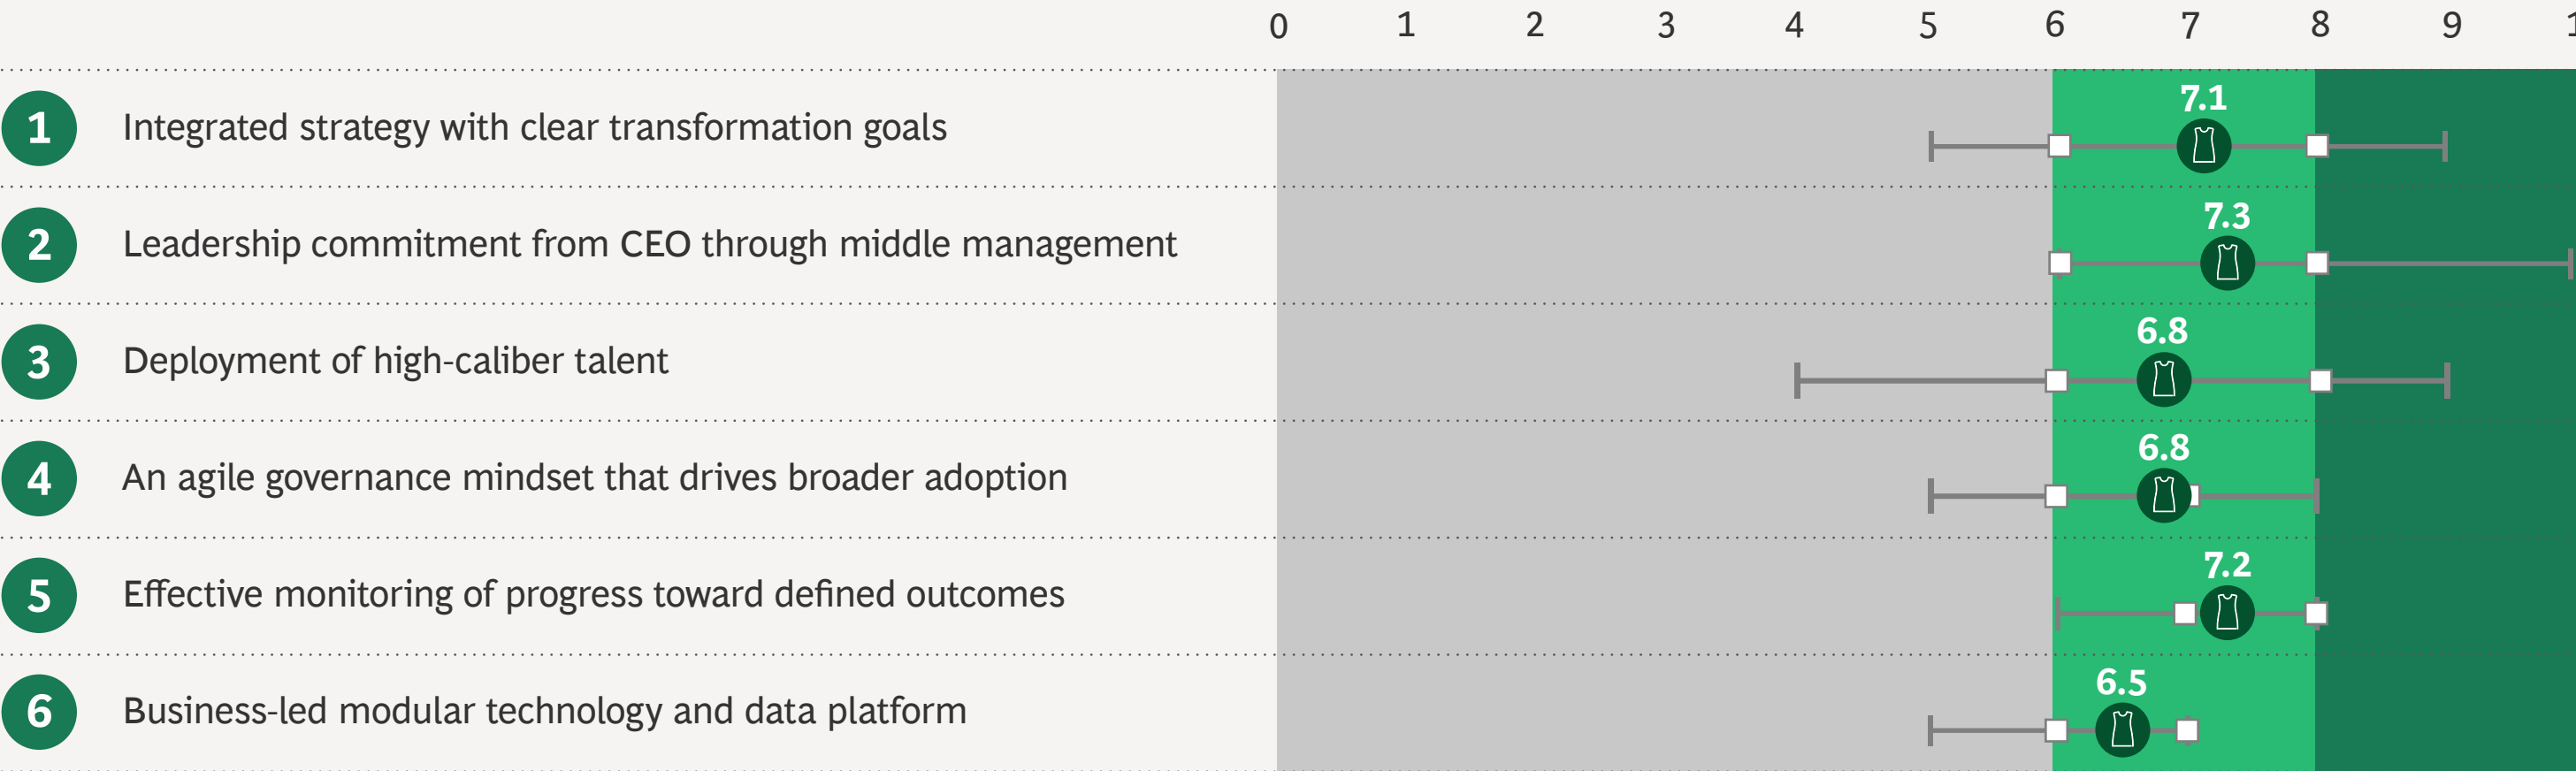 0 1 2 3 4 5 6 7 8 9
1 Integrated strategy with clear transformation goals 7.1
2 Leadership commitment from CEO through middle management 7.3
3 Deployment of high-caliber talent 6.8
4 An agile governance mindset that drives broader adoption 6.8
5 Effective monitoring of progress toward defined outcomes 7.2
6 Business-led modular technology and data platform 6.5